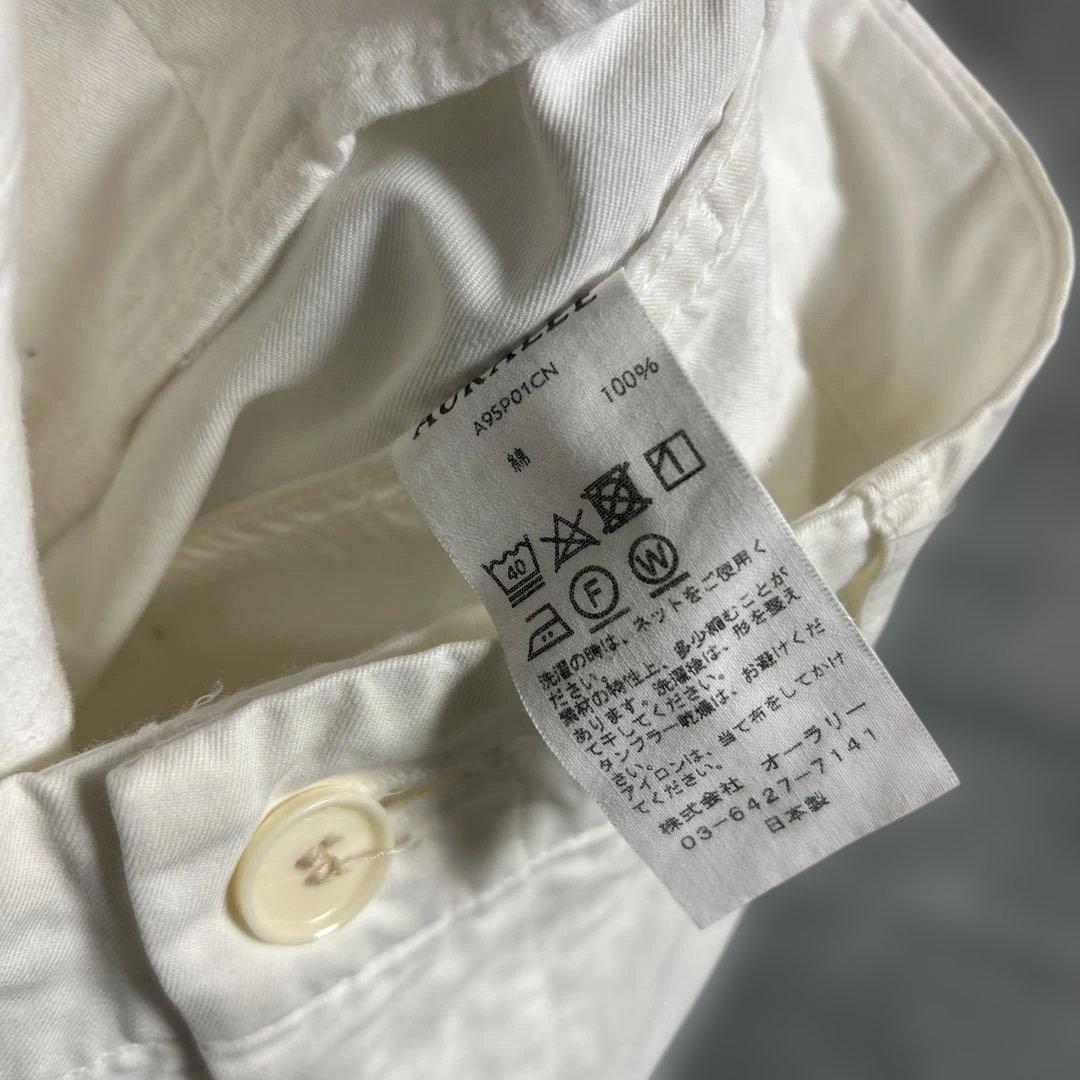 AURALEE
A95P01CN
綿 100%
40
F W
洗濯の時は、ネットをご使用く
ださい。
素材の特性上、多少縮むことが
あります。洗濯後は、形を整え
て干してください。
タンブラー乾燥は、お避けくだ
さい。
アイロンは、当て布をしてかけ
てください。
株式会社 オーラリー
03-6427-7141
日本製